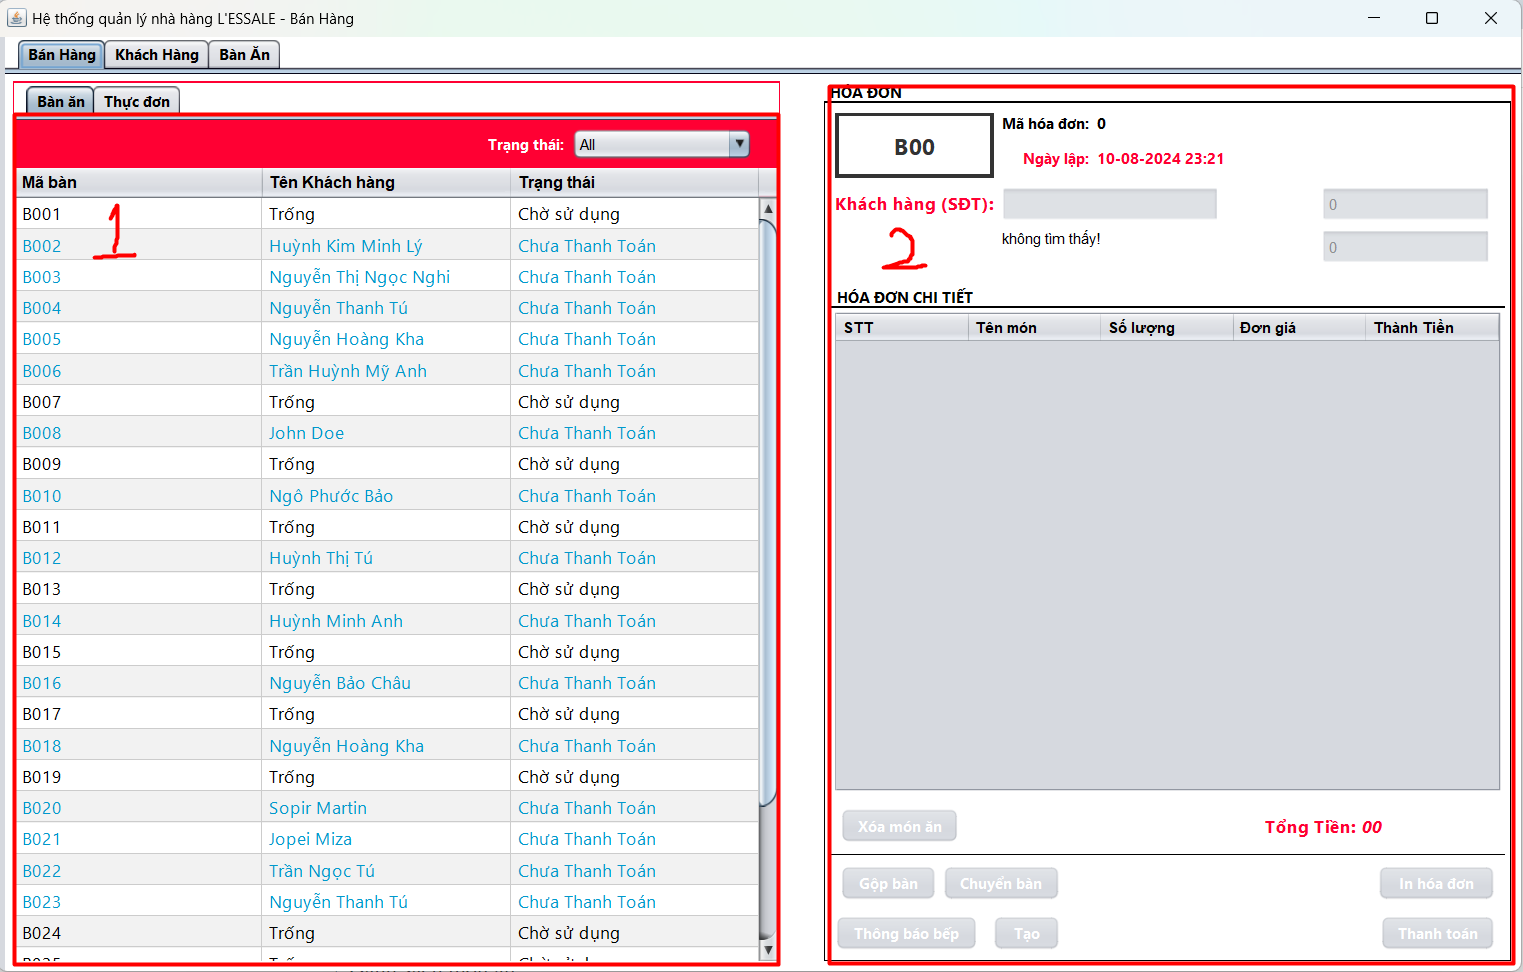 Hệ thống quản lý nhà hàng L'ESSALE - Bán Hàng
Bán Hàng Khách Hàng Bàn Ăn
Bàn ăn Thực đơn
Trạng thái: All
Mã bàn Tên Khách hàng Trạng thái
B001 Trống Chờ sử dụng
1
B002 Huỳnh Kim Minh Lý Chưa Thanh Toán
B003 Nguyễn Thị Ngọc Nghi Chưa Thanh Toán
B004 Nguyễn Thanh Tú Chưa Thanh Toán
B005 Nguyễn Hoàng Kha Chưa Thanh Toán
B006 Trần Huỳnh Mỹ Anh Chưa Thanh Toán
B007 Trống Chờ sử dụng
B008 John Doe Chưa Thanh Toán
B009 Trống Chờ sử dụng
B010 Ngô Phước Bảo Chưa Thanh Toán
B011 Trống Chờ sử dụng
B012 Huỳnh Thị Tú Chưa Thanh Toán
B013 Trống Chờ sử dụng
B014 Huỳnh Minh Anh Chưa Thanh Toán
B015 Trống Chờ sử dụng
B016 Nguyễn Bảo Châu Chưa Thanh Toán
B017 Trống Chờ sử dụng
B018 Nguyễn Hoàng Kha Chưa Thanh Toán
B019 Trống Chờ sử dụng
B020 Sopir Martin Chưa Thanh Toán
B021 Jopei Miza Chưa Thanh Toán
B022 Trần Ngọc Tú Chưa Thanh Toán
B023 Nguyễn Thanh Tú Chưa Thanh Toán
B024 Trống Chờ sử dụng
HÓA ĐƠN
B00
Mã hóa đơn: 0
Ngày lập: 10-08-2024 23:21
Khách hàng (SĐT): 0
2
không tìm thấy! 0
HÓA ĐƠN CHI TIẾT
STT Tên món Số lượng Đơn giá Thành Tiền
Xóa món ăn Tổng Tiền: 00
Gộp bàn Chuyển bàn In hóa đơn
Thông báo bếp Tạo Thanh toán